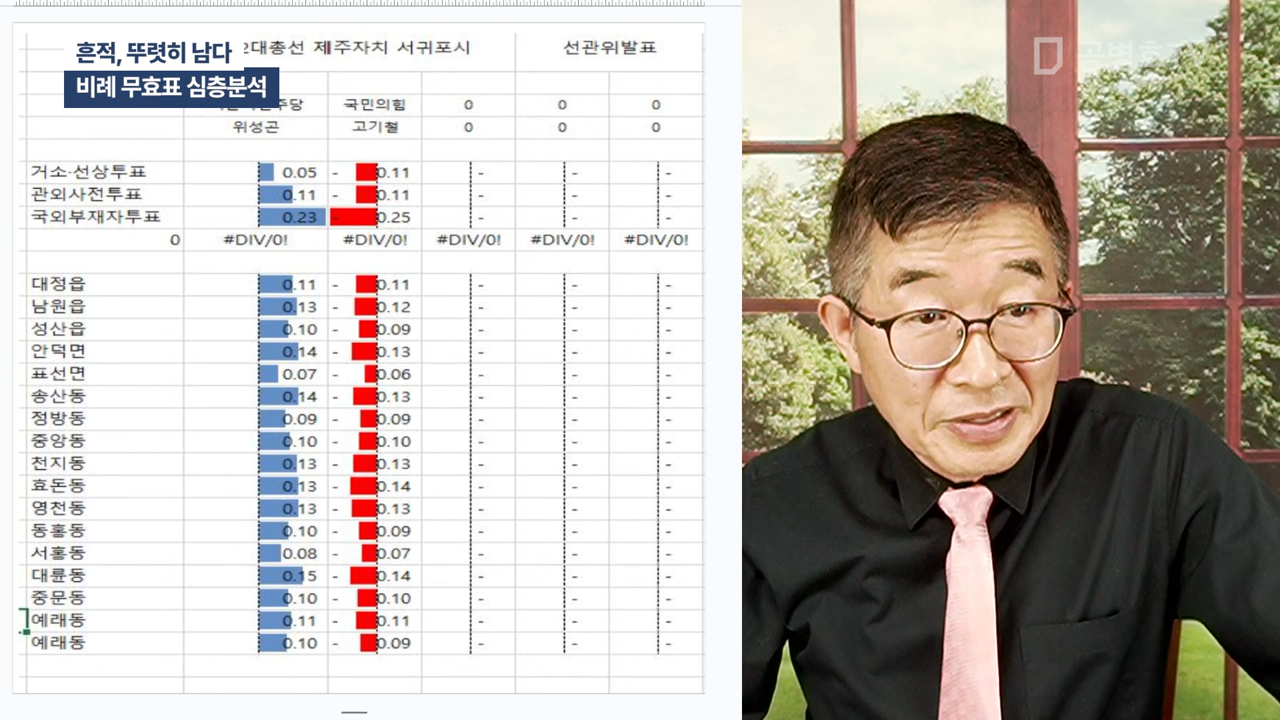 흔적, 뚜렷히 남다
비례 무효표 심층분석
2대총선 제주자치 서귀포시 선관위발표
주당 국민의힘 0 0 0
위성곤 고기철 0 0 0
거소·선상투표 0.05 - 0.11 - - -
관외사전투표 0.11 - 0.11 - - -
국외부재자투표 0.23 - 0.25 - - -
0 #DIV/0! #DIV/0! #DIV/0! #DIV/0! #DIV/0!
대정읍 0.11 - 0.11 - - -
남원읍 0.13 - 0.12 - - -
성산읍 0.10 - 0.09 - - -
안덕면 0.14 - 0.13 - - -
표선면 0.07 - 0.06 - - -
송산동 0.14 - 0.13 - - -
정방동 0.09 - 0.09 - - -
중앙동 0.10 - 0.10 - - -
천지동 0.13 - 0.13 - - -
효돈동 0.13 - 0.14 - - -
영천동 0.13 - 0.13 - - -
동홍동 0.10 - 0.09 - - -
서홍동 0.08 - 0.07 - - -
대륜동 0.15 - 0.14 - - -
중문동 0.10 - 0.10 - - -
예래동 0.11 - 0.11 - - -
예래동 0.10 - 0.09 - - -